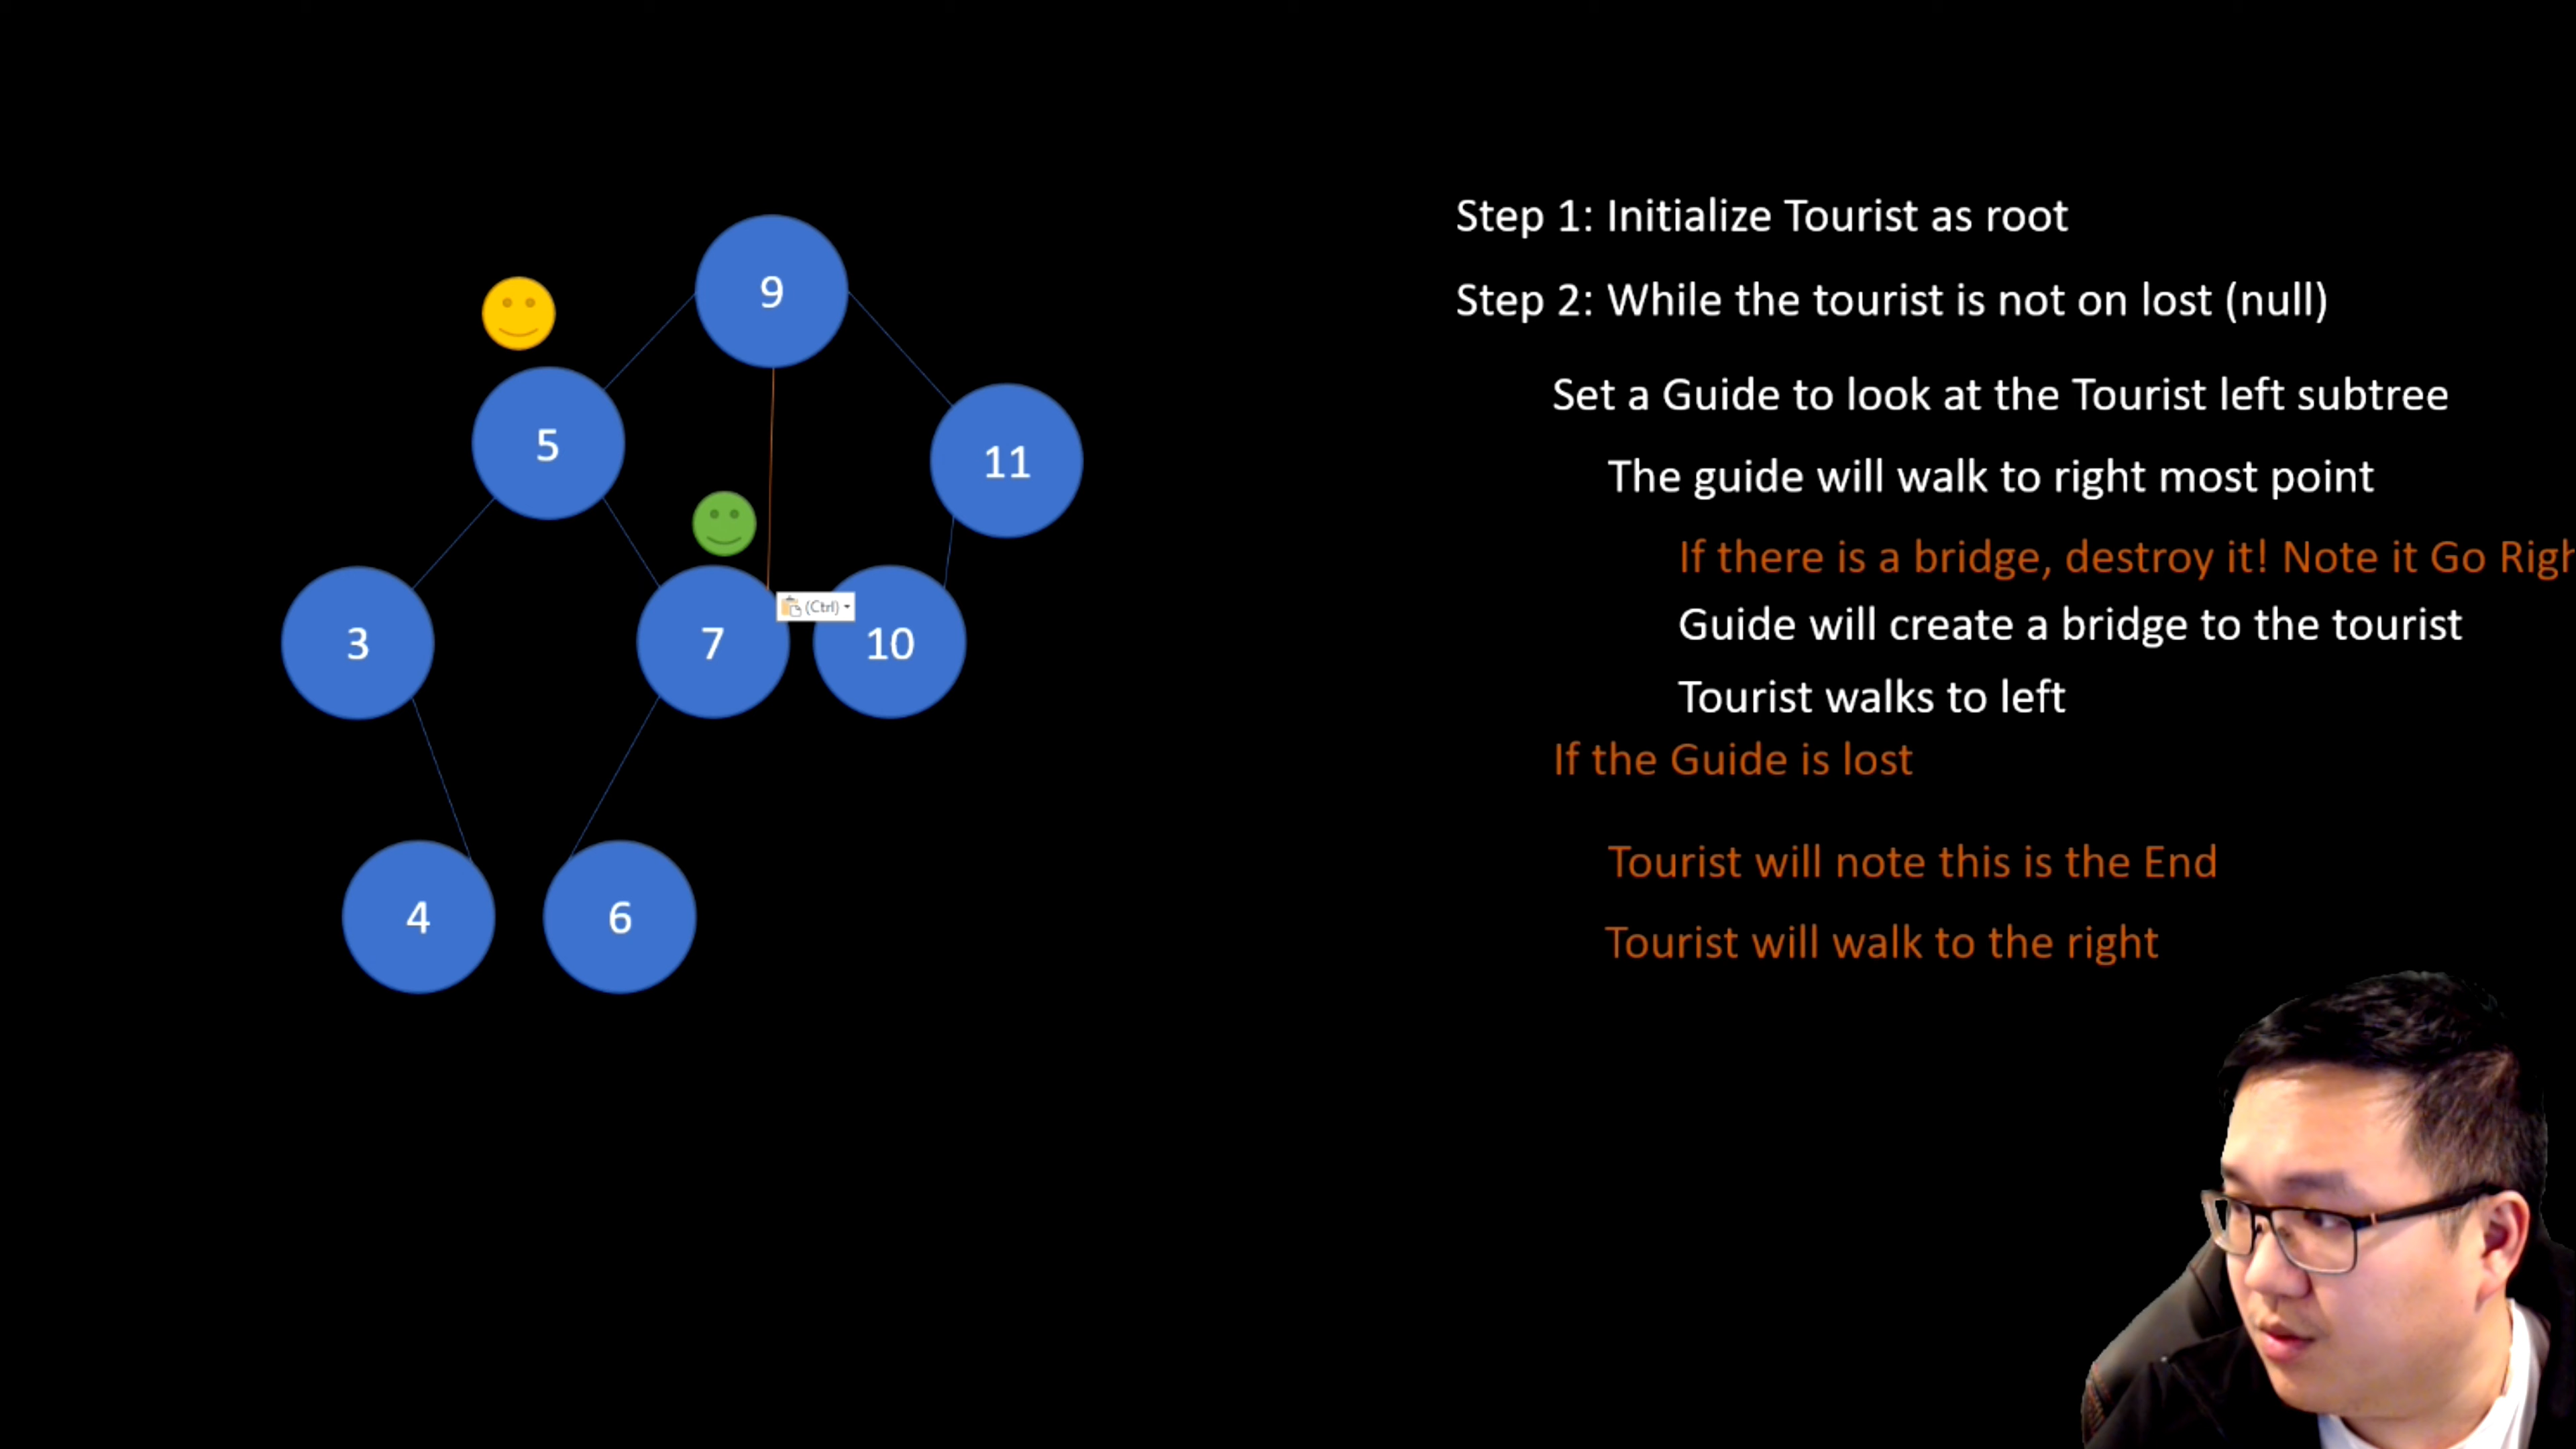 Step 1: Initialize Tourist as root
Step 2: While the tourist is not on lost (null)
Set a Guide to look at the Tourist left subtree
The guide will walk to right most point
If there is a bridge, destroy it! Note it Go Righ
Guide will create a bridge to the tourist
Tourist walks to left
If the Guide is lost
Tourist will note this is the End
Tourist will walk to the right
9
5
11
(Ctrl)
3
7
10
4
6